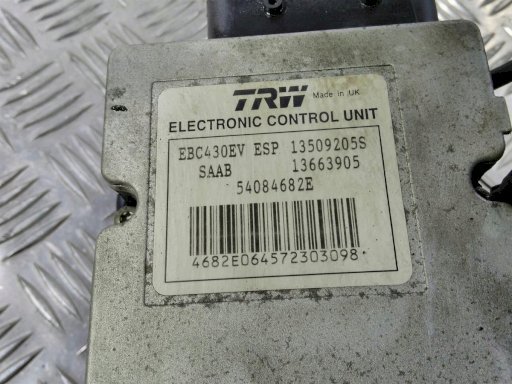 TRW Made in UK
ELECTRONIC CONTROL UNIT
EBC430EV ESP 13509205S
SAAB 13663905
54084682E
4682E064572303098